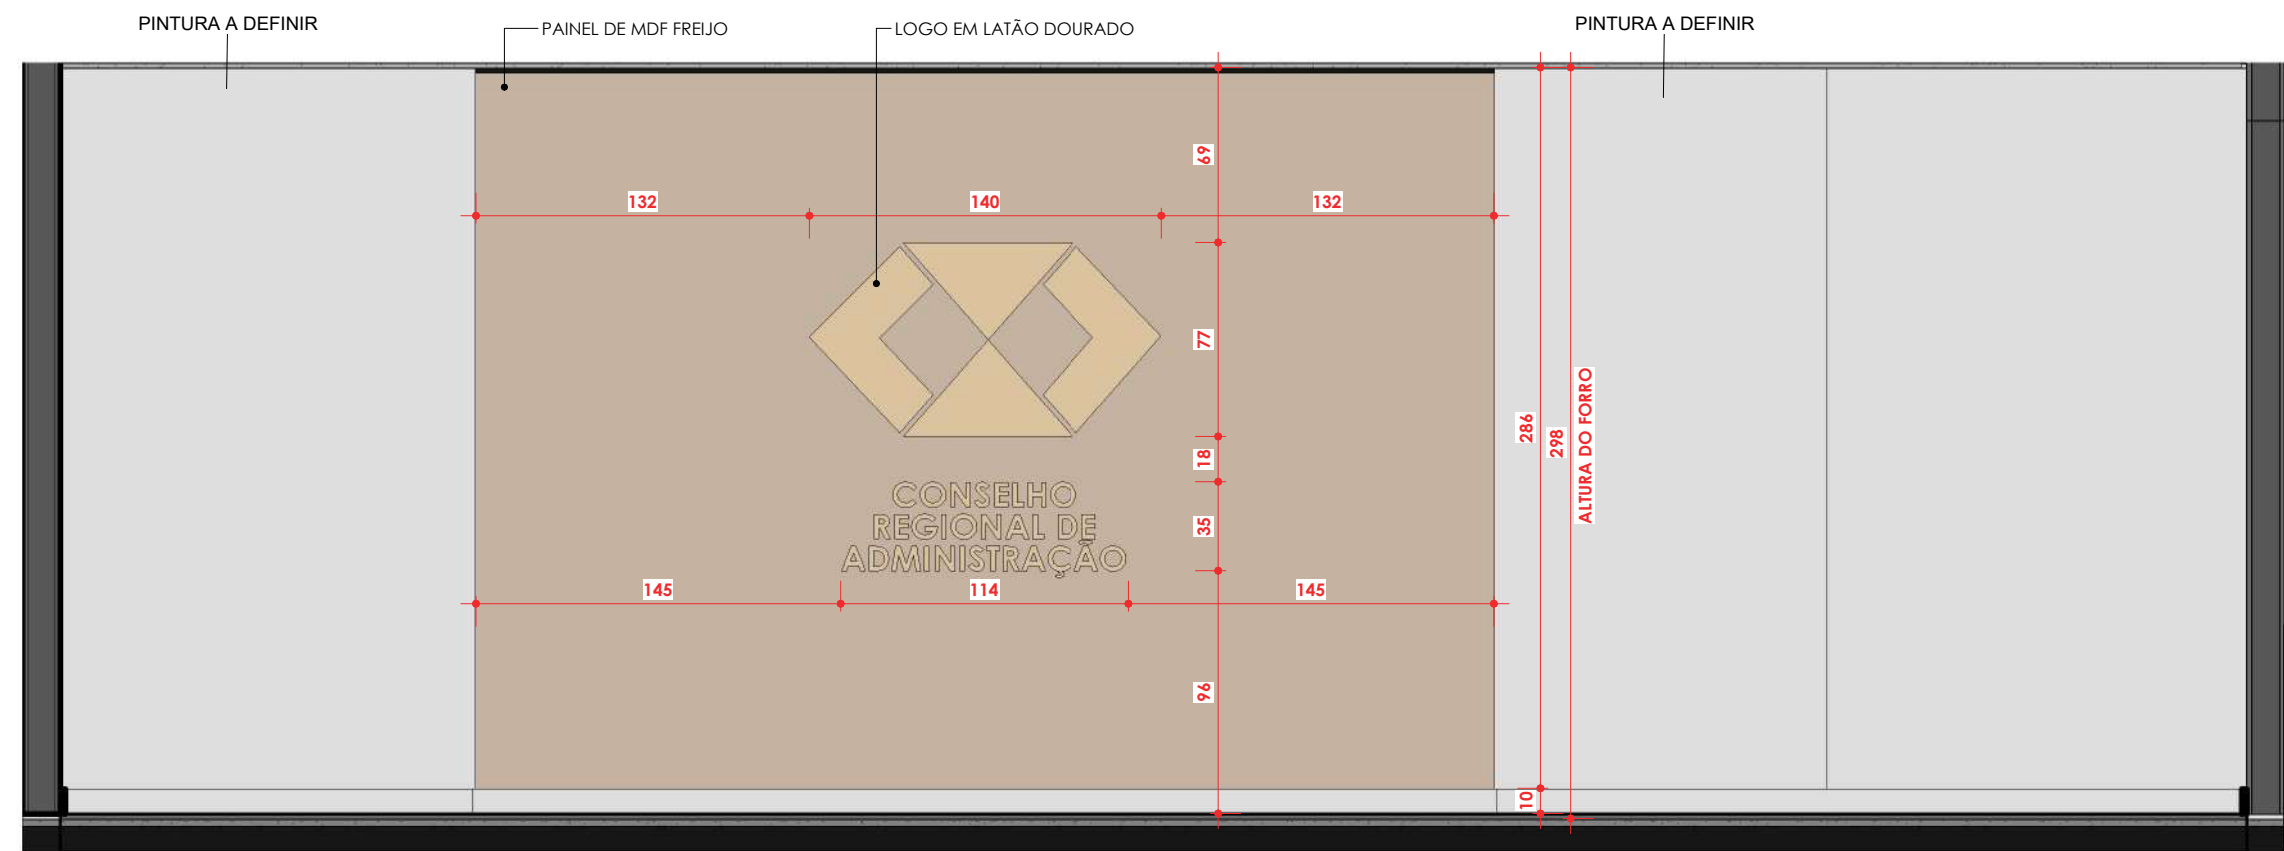 PINTURA A DEFINIR
PAINEL DE MDF FREIJO
LOGO EM LATÃO DOURADO
PINTURA A DEFINIR
69
132
140
132
77
286
298
ALTURA DO FORRO
18
CONSELHO
REGIONAL DE
ADMINISTRAÇÃO
35
145
114
145
96
10